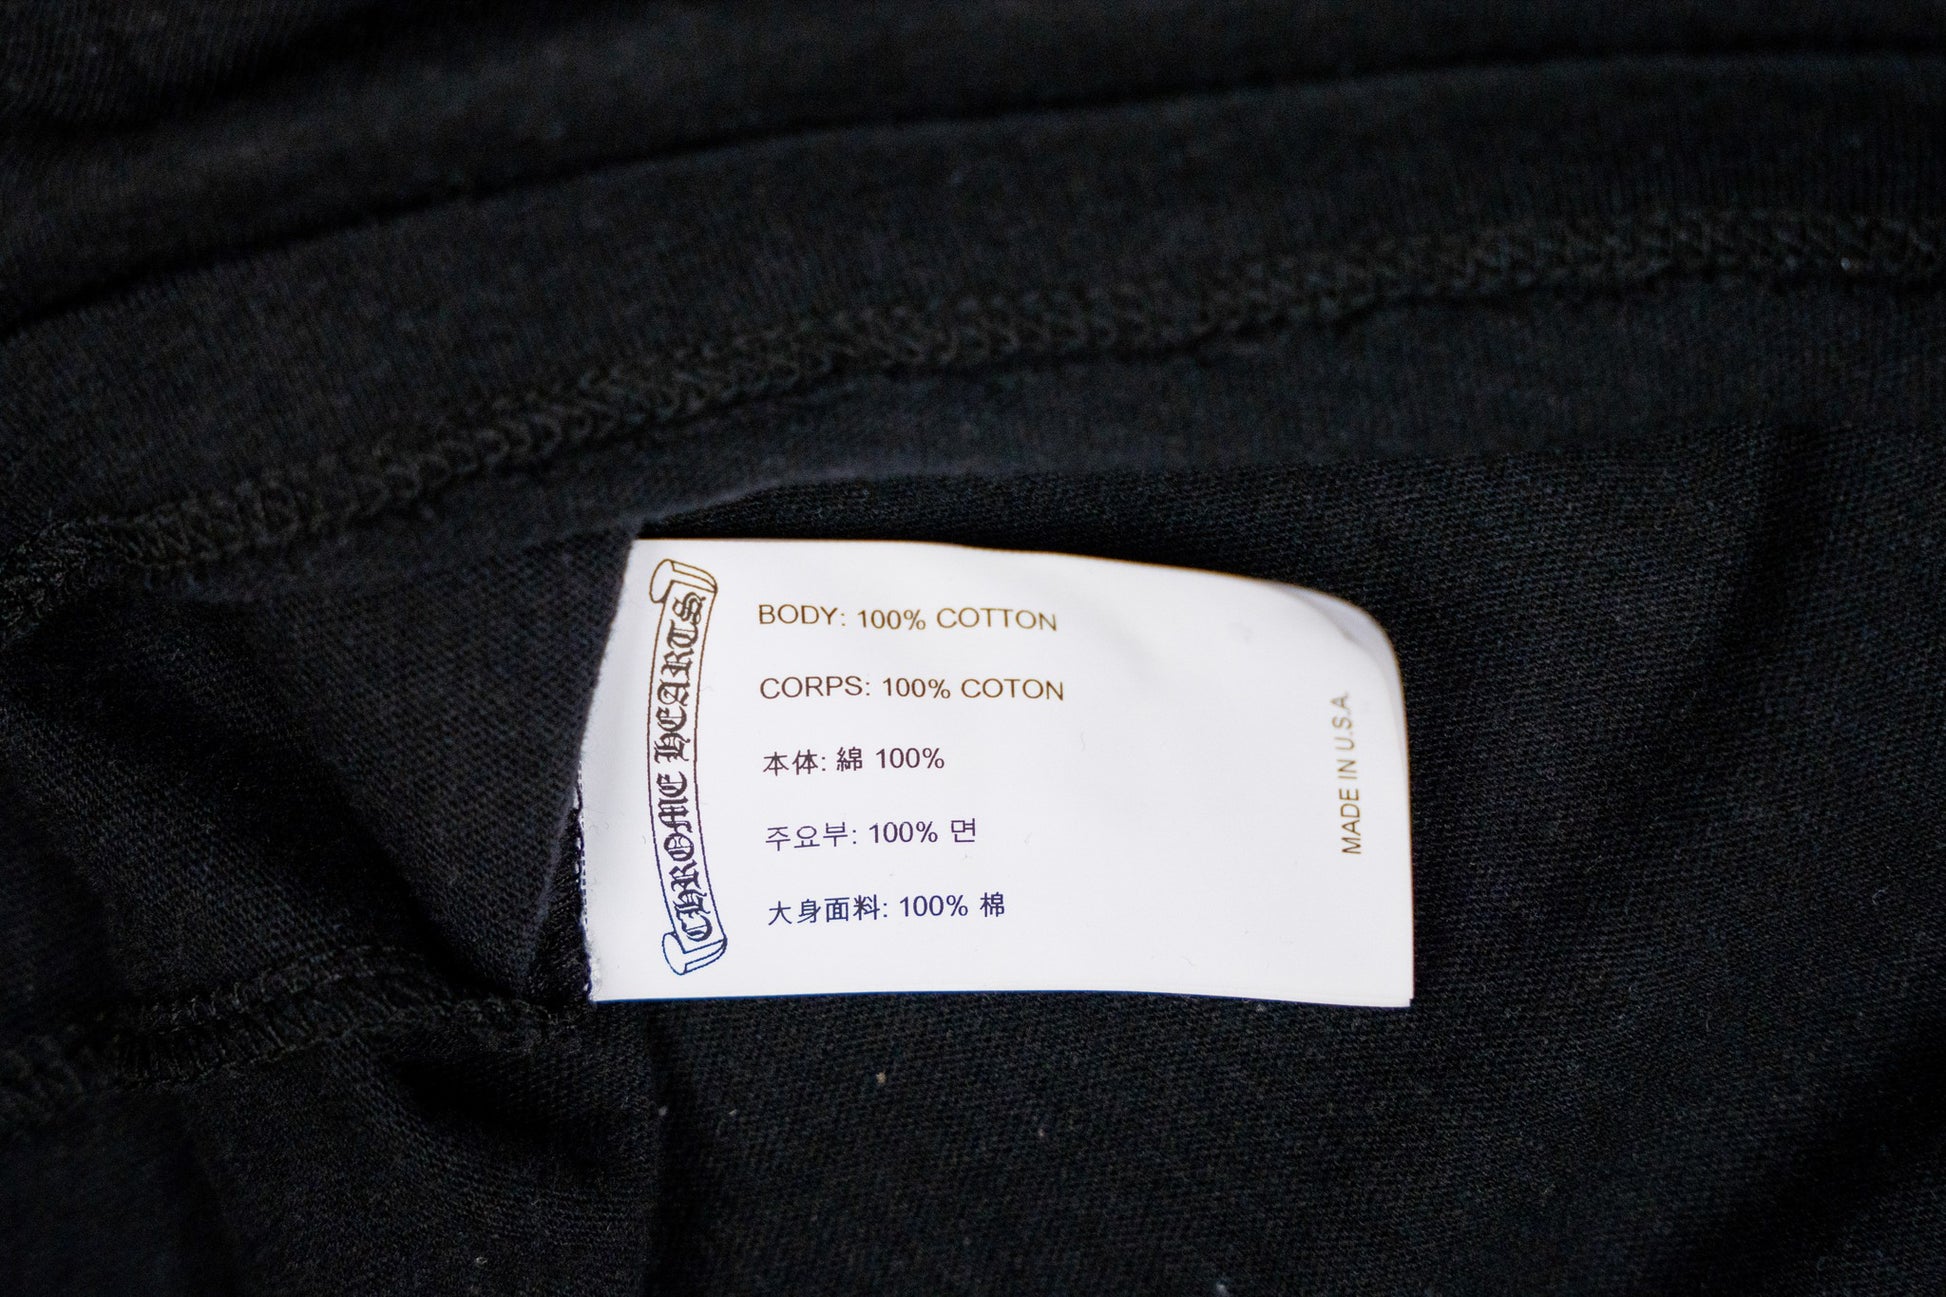 CHROME HEARTS
BODY: 100% COTTON
CORPS: 100% COTON
本体: 綿 100%
주요부: 100% 면
大身面料: 100% 棉
MADE IN U.S.A